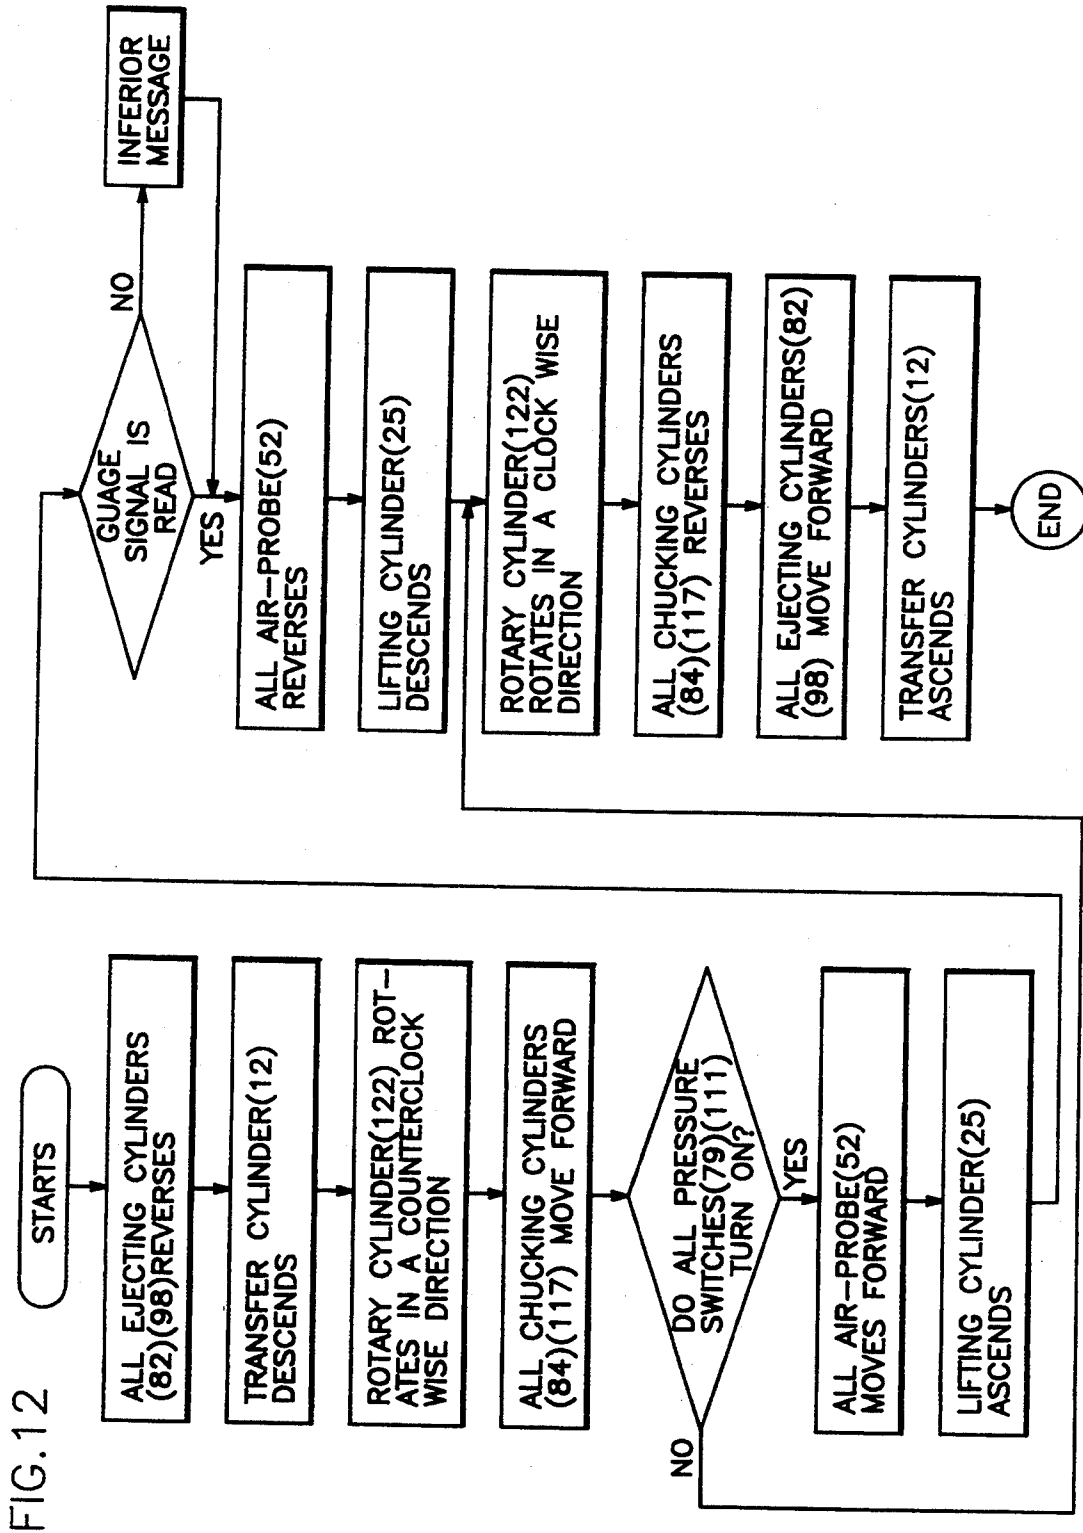 FIG.12
STARTS
ALL EJECTING CYLINDERS
(82)(98)REVERSES
TRANSFER CYLINDER(12)
DESCENDS
ROTARY CYLINDER(122) ROT-
ATES IN A COUNTERCLOCK
WISE DIRECTION
ALL CHUCKING CYLINDERS
(84)(117) MOVE FORWARD
DO ALL PRESSURE
SWITCHES(79)(111)
TURN ON?
NO
YES
ALL AIR-PROBE(52)
MOVES FORWARD
LIFTING CYLINDER(25)
ASCENDS
GUAGE
SIGNAL IS
READ
NO
YES
INFERIOR
MESSAGE
ALL AIR-PROBE(52)
REVERSES
LIFTING CYLINDER(25)
DESCENDS
ROTARY CYLINDER(122)
ROTATES IN A CLOCK WISE
DIRECTION
ALL CHUCKING CYLINDERS
(84)(117) REVERSES
ALL EJECTING CYLINDERS(82)
(98) MOVE FORWARD
TRANSFER CYLINDERS(12)
ASCENDS
END